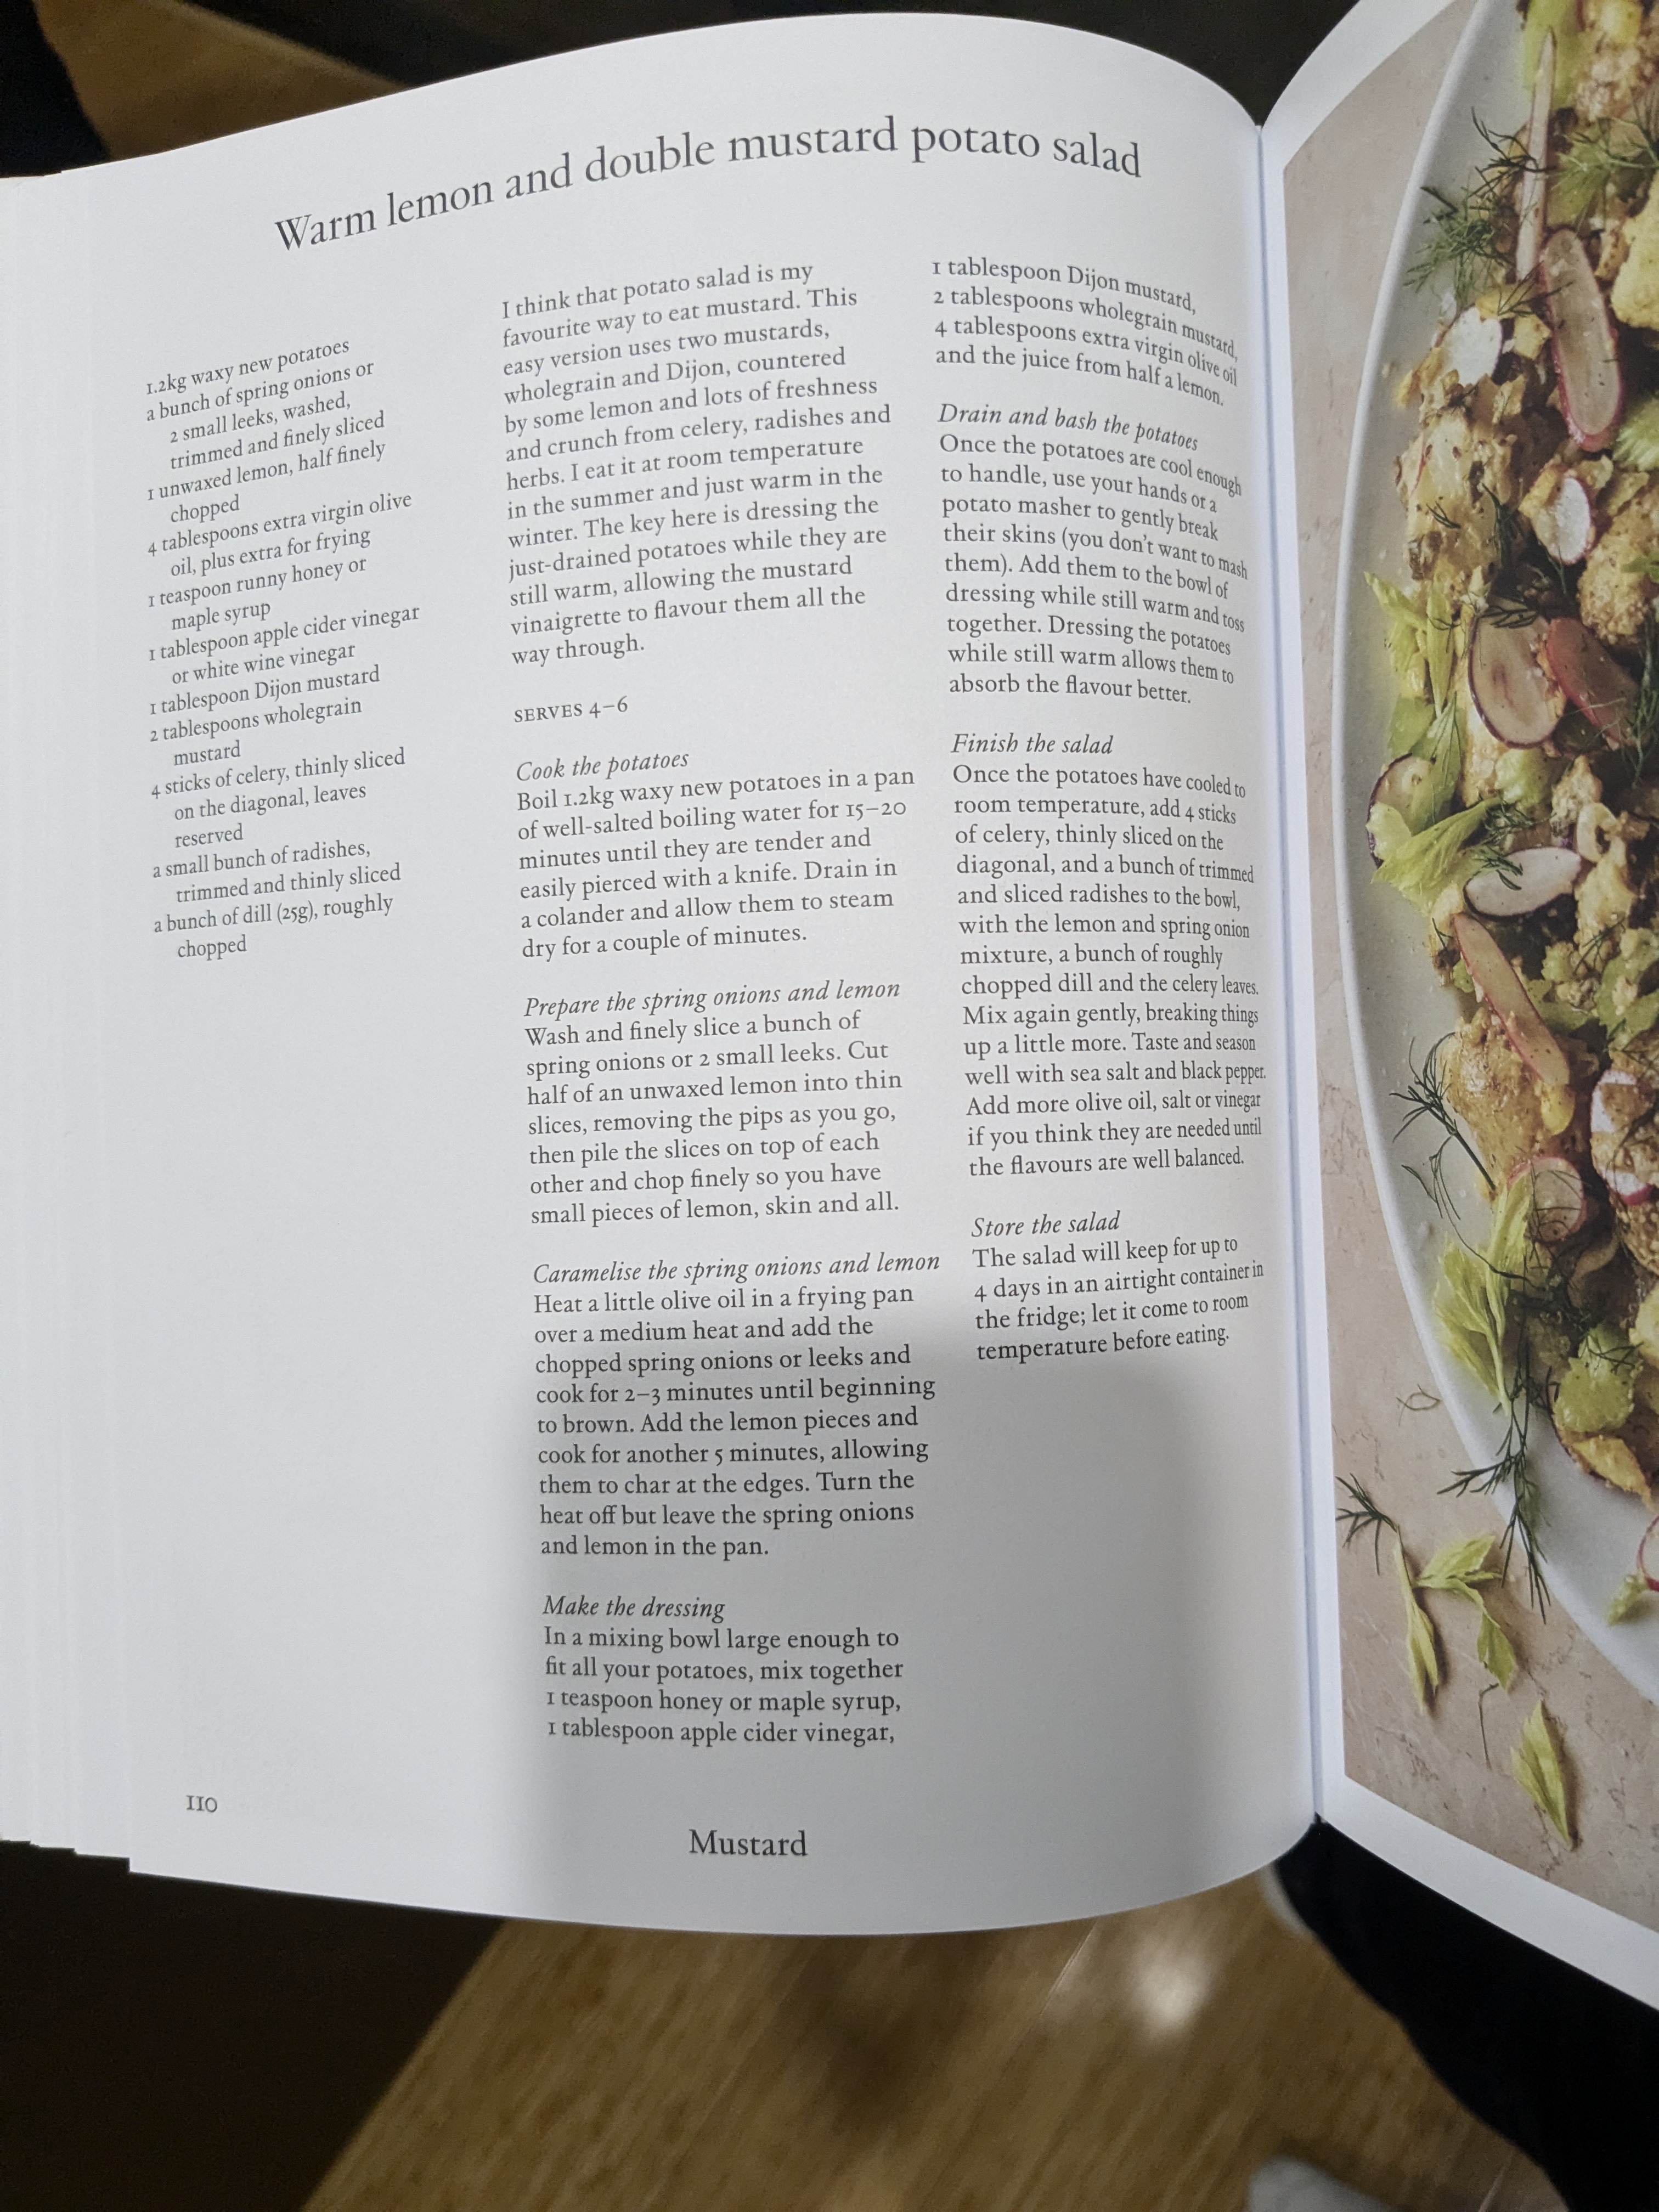 Warm lemon and double mustard potato salad
1.2kg waxy new potatoes
a bunch of spring onions or
2 small leeks, washed,
trimmed and finely sliced
1 unwaxed lemon, half finely
chopped
4 tablespoons extra virgin olive
oil, plus extra for frying
1 teaspoon runny honey or
maple syrup
1 tablespoon apple cider vinegar
or white wine vinegar
1 tablespoon Dijon mustard
2 tablespoons wholegrain
mustard
4 sticks of celery, thinly sliced
on the diagonal, leaves
reserved
a small bunch of radishes,
trimmed and thinly sliced
a bunch of dill (25g), roughly
chopped
I think that potato salad is my
favourite way to eat mustard. This
easy version uses two mustards,
wholegrain and Dijon, countered
by some lemon and lots of freshness
and crunch from celery, radishes and
herbs. I eat it at room temperature
in the summer and just warm in the
winter. The key here is dressing the
just-drained potatoes while they are
still warm, allowing the mustard
vinaigrette to flavour them all the
way through.
SERVES 4–6
Cook the potatoes
Boil 1.2kg waxy new potatoes in a pan
of well-salted boiling water for 15–20
minutes until they are tender and
easily pierced with a knife. Drain in
a colander and allow them to steam
dry for a couple of minutes.
Prepare the spring onions and lemon
Wash and finely slice a bunch of
spring onions or 2 small leeks. Cut
half of an unwaxed lemon into thin
slices, removing the pips as you go,
then pile the slices on top of each
other and chop finely so you have
small pieces of lemon, skin and all.
Caramelise the spring onions and lemon
Heat a little olive oil in a frying pan
over a medium heat and add the
chopped spring onions or leeks and
cook for 2–3 minutes until beginning
to brown. Add the lemon pieces and
cook for another 5 minutes, allowing
them to char at the edges. Turn the
heat off but leave the spring onions
and lemon in the pan.
Make the dressing
In a mixing bowl large enough to
fit all your potatoes, mix together
1 teaspoon honey or maple syrup,
1 tablespoon apple cider vinegar,
1 tablespoon Dijon mustard,
2 tablespoons wholegrain mustard,
4 tablespoons extra virgin olive oil
and the juice from half a lemon.
Drain and bash the potatoes
Once the potatoes are cool enough
to handle, use your hands or a
potato masher to gently break
their skins (you don't want to mash
them). Add them to the bowl of
dressing while still warm and toss
together. Dressing the potatoes
while still warm allows them to
absorb the flavour better.
Finish the salad
Once the potatoes have cooled to
room temperature, add 4 sticks
of celery, thinly sliced on the
diagonal, and a bunch of trimmed
and sliced radishes to the bowl,
with the lemon and spring onion
mixture, a bunch of roughly
chopped dill and the celery leaves.
Mix again gently, breaking things
up a little more. Taste and season
well with sea salt and black pepper.
Add more olive oil, salt or vinegar
if you think they are needed until
the flavours are well balanced.
Store the salad
The salad will keep for up to
4 days in an airtight container in
the fridge; let it come to room
temperature before eating.
110
Mustard